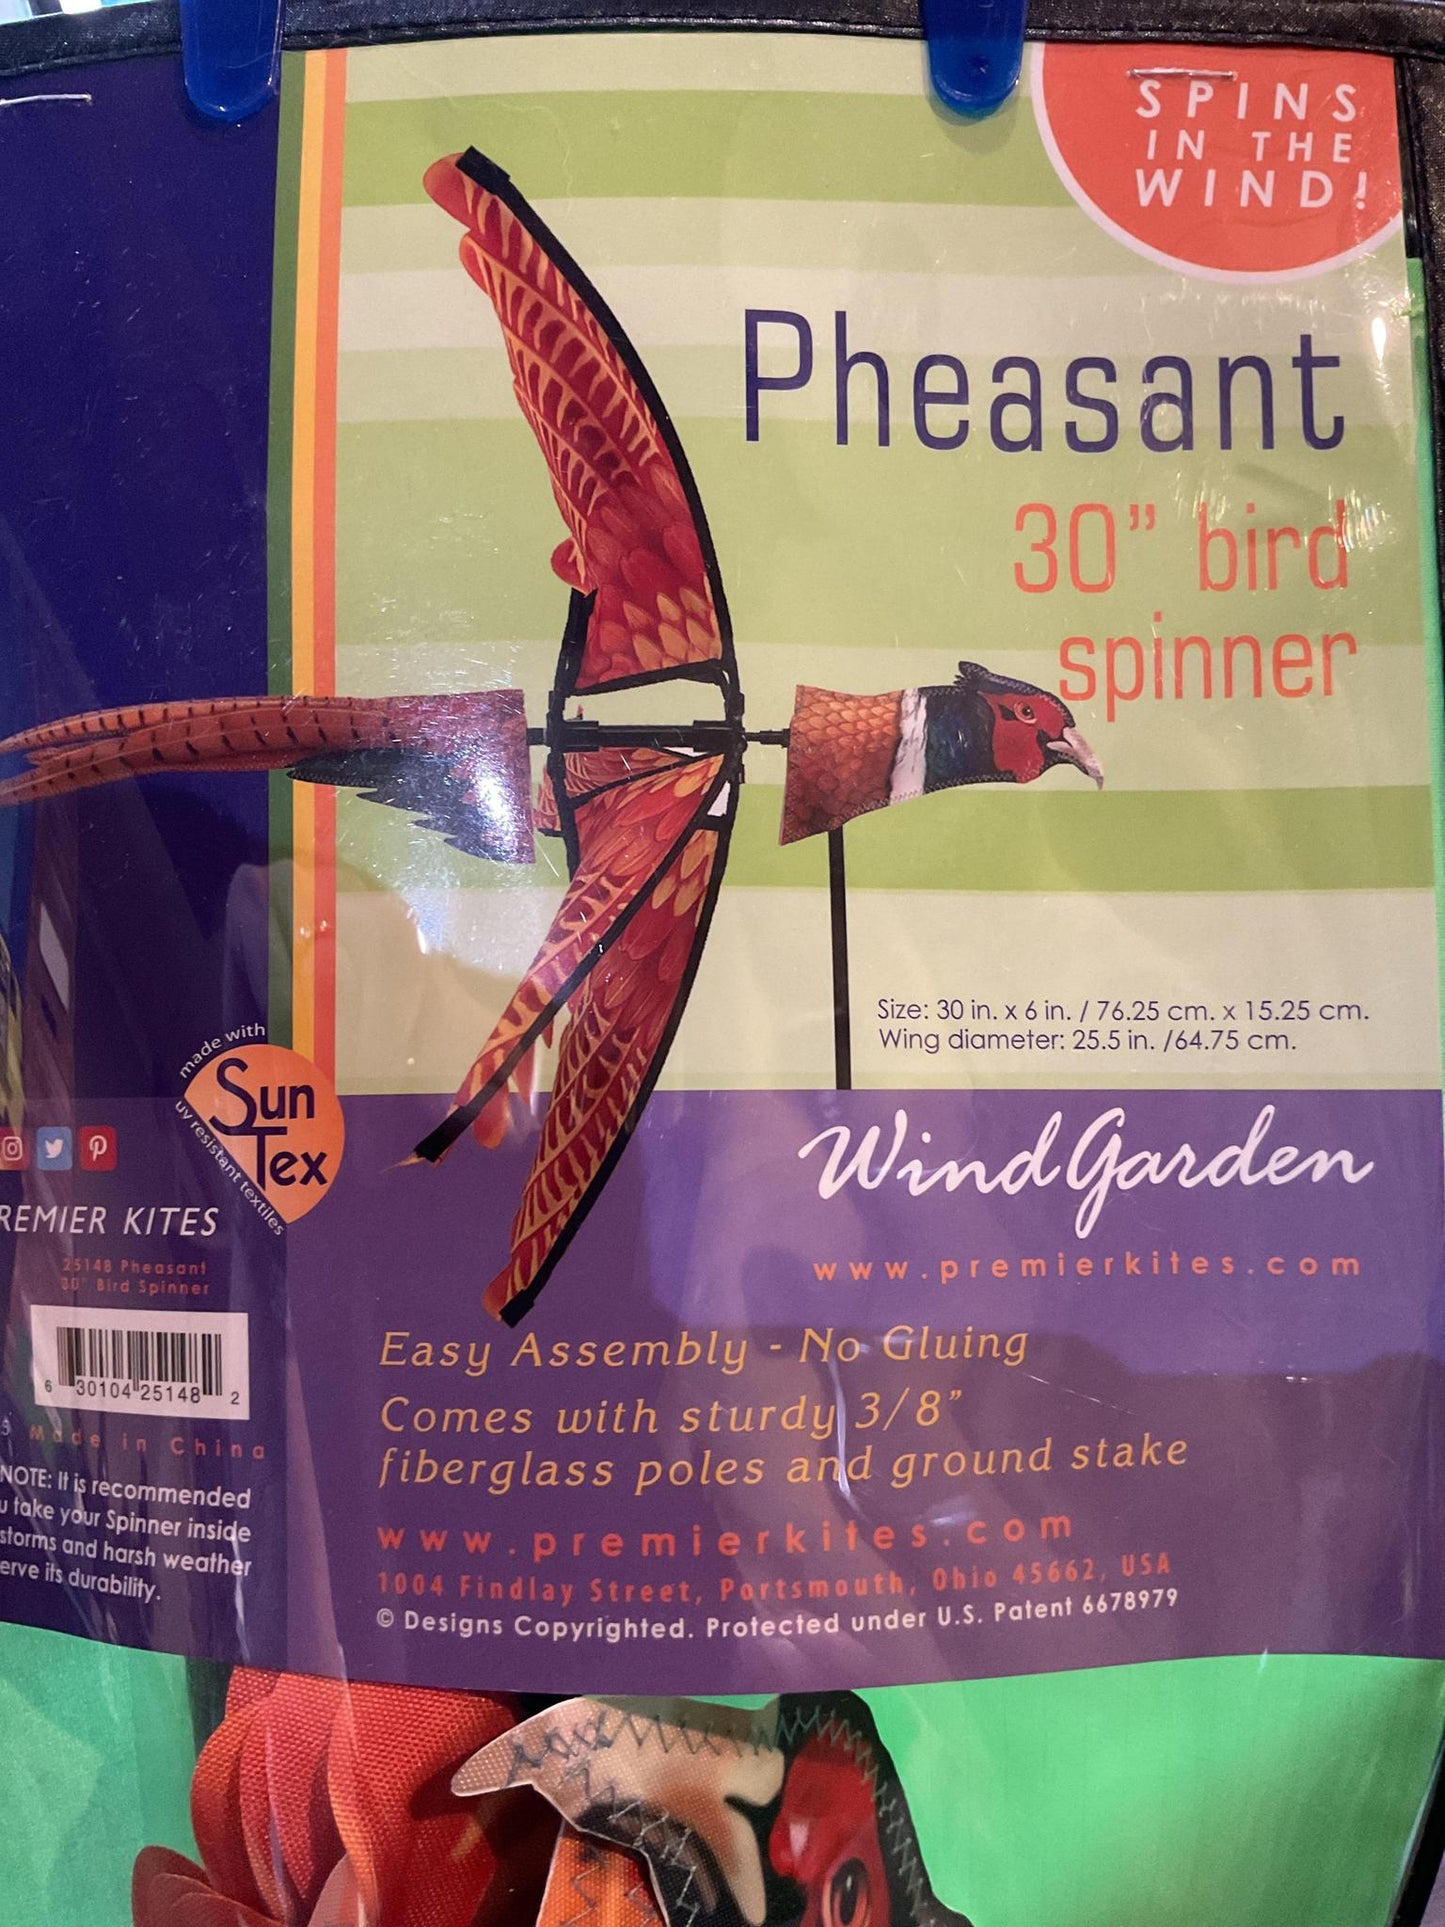 SPINS
IN THE
WIND!
Pheasant
30” bird
spinner
Size: 30 in. x 6 in. / 76.25 cm. x 15.25 cm.
Wing diameter: 25.5 in. /64.75 cm.
WindGarden
www.premierkites.com
made with
Sun
Tex
uv resistant textiles
REMIER KITES
25148 Pheasant
30" Bird Spinner
6 30104 25148 2
Made in China
NOTE: It is recommended
u take your Spinner inside
storms and harsh weather
erve its durability.
Easy Assembly - No Gluing
Comes with sturdy 3/8”
fiberglass poles and ground stake
www.premierkites.com
1004 Findlay Street, Portsmouth, Ohio 45662, USA
© Designs Copyrighted. Protected under U.S. Patent 6678979